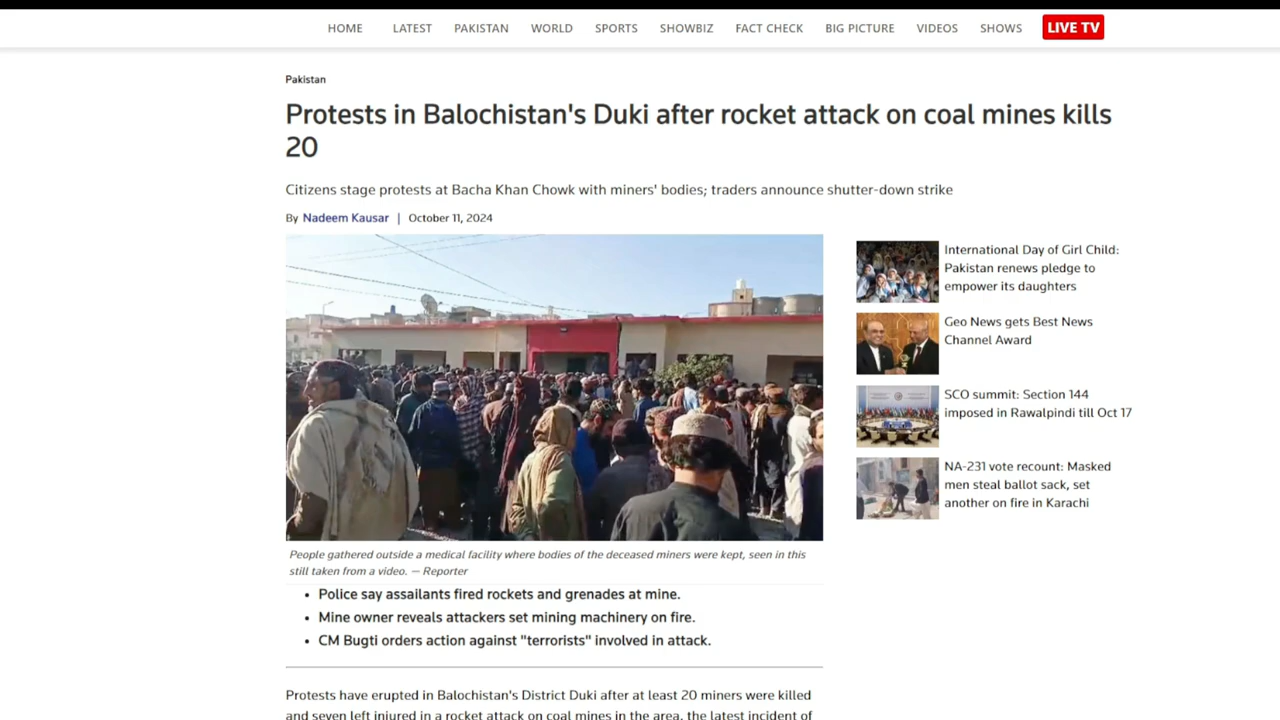 HOME LATEST PAKISTAN WORLD SPORTS SHOWBIZ FACT CHECK BIG PICTURE VIDEOS SHOWS LIVE TV
Pakistan
Protests in Balochistan's Duki after rocket attack on coal mines kills
20
Citizens stage protests at Bacha Khan Chowk with miners' bodies; traders announce shutter-down strike
By Nadeem Kausar | October 11, 2024
People gathered outside a medical facility where bodies of the deceased miners were kept, seen in this
still taken from a video. — Reporter
• Police say assailants fired rockets and grenades at mine.
• Mine owner reveals attackers set mining machinery on fire.
• CM Bugti orders action against "terrorists" involved in attack.
Protests have erupted in Balochistan's District Duki after at least 20 miners were killed
and seven left injured in a rocket attack on coal mines in the area, the latest incident of
International Day of Girl Child:
Pakistan renews pledge to
empower its daughters
Geo News gets Best News
Channel Award
SCO summit: Section 144
imposed in Rawalpindi till Oct 17
NA-231 vote recount: Masked
men steal ballot sack, set
another on fire in Karachi